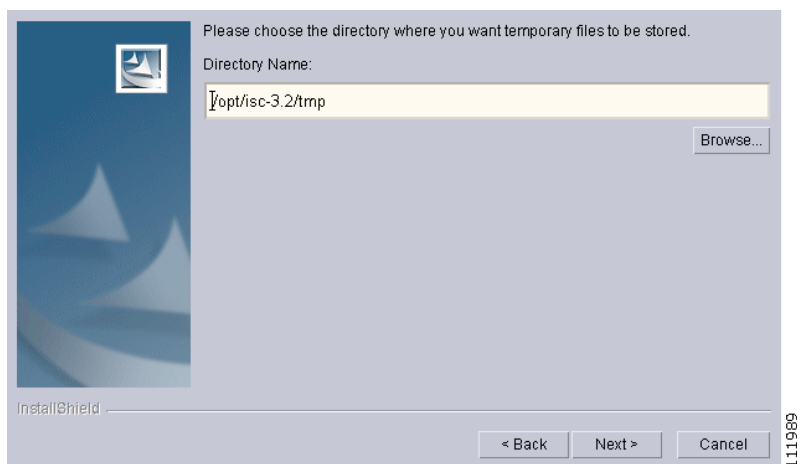 Please choose the directory where you want temporary files to be stored.
Directory Name:
/opt/isc-3.2/tmp
Browse...
InstallShield
< Back
Next >
Cancel
111989